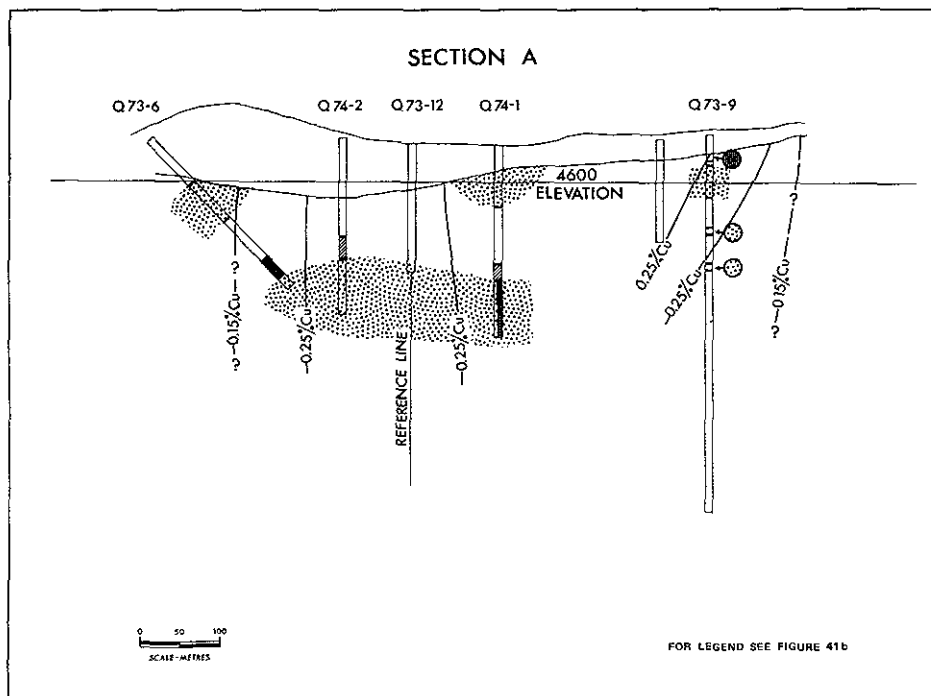 SECTION A
Q73-6
Q74-2
Q73-12
Q74-1
Q73-9
4600
ELEVATION
?
?
—0.15%Cu—
?
—0.25%Cu
REFERENCE LINE
—0.25%Cu
0.25%Cu
—0.25%Cu
?
—0.15%Cu
?
0 50 100
SCALE-METRES
FOR LEGEND SEE FIGURE 41b